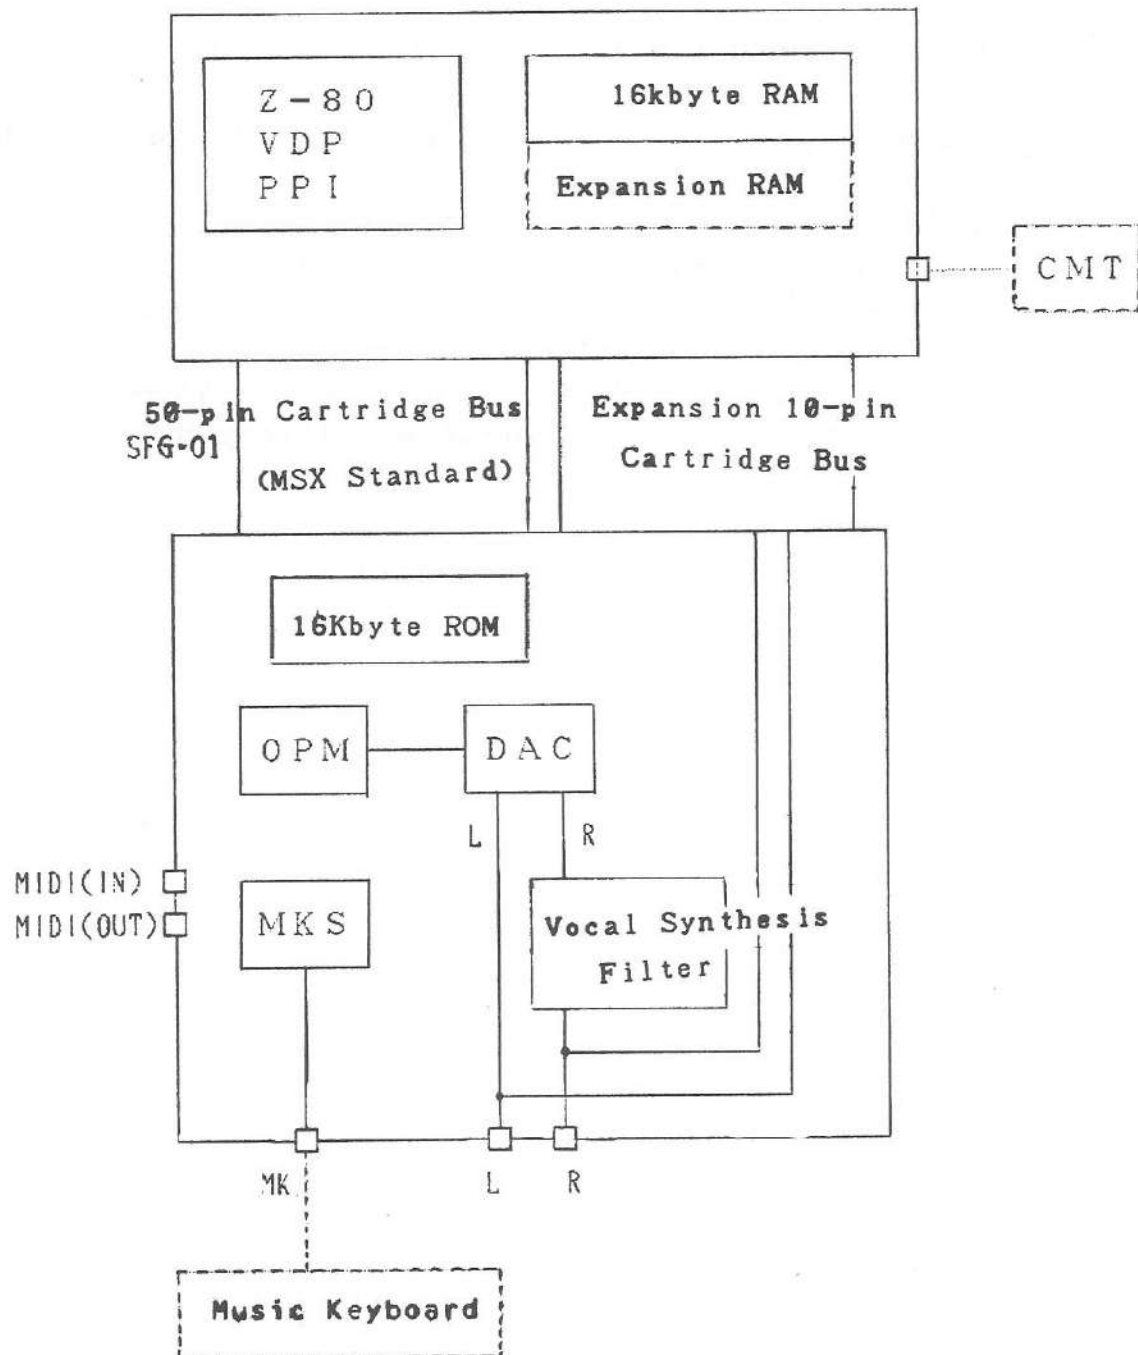 Z-80
VDP
PPI
16kbyte RAM
Expansion RAM
CMT
50-pin Cartridge Bus
SFG-01
(MSX Standard)
Expansion 10-pin
Cartridge Bus
16Kbyte ROM
OPM
DAC
L
R
MIDI(IN)
MIDI(OUT)
MKS
Vocal Synthesis
Filter
MK
L
R
Music Keyboard